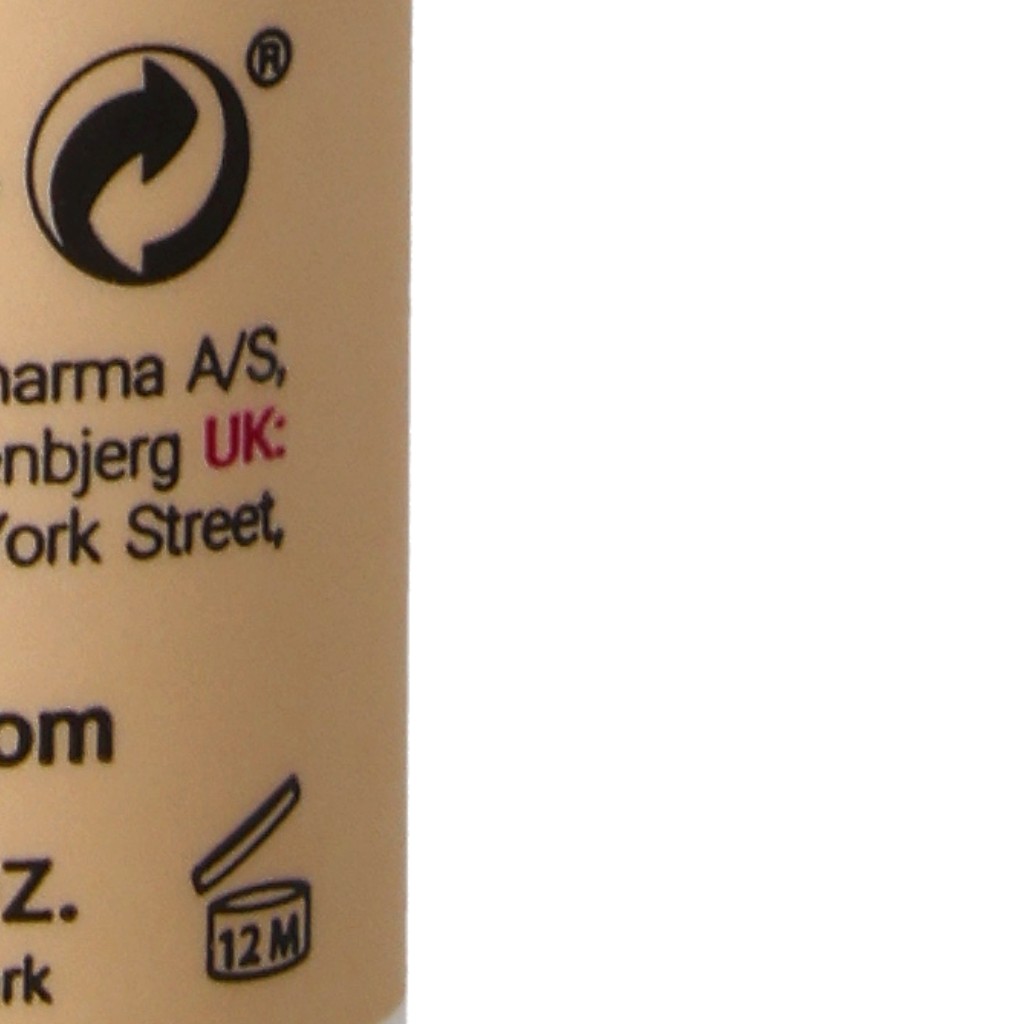 ®
harma A/S,
enbjerg UK:
York Street,
om
z.
12 M
rk